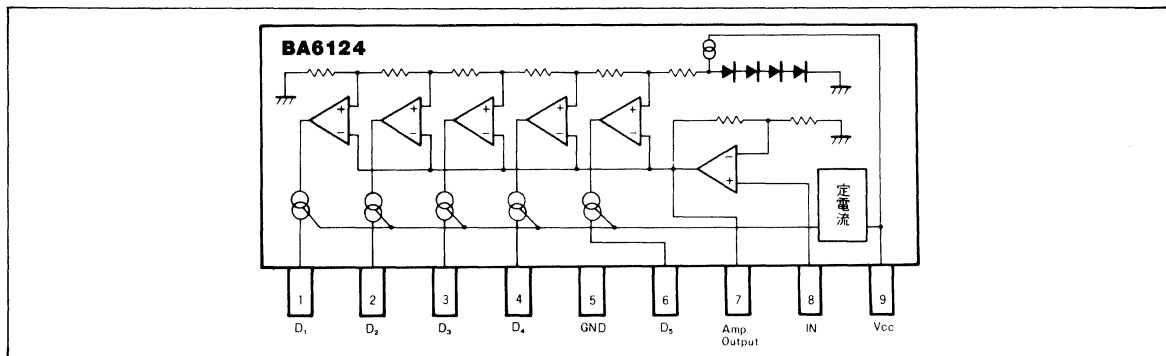 BA6124
+ + + + +
− − − − −
−
+
定電流
1 2 3 4 5 6 7 8 9
D₁ D₂ D₃ D₄ GND D₅ Amp. Output IN Vcc